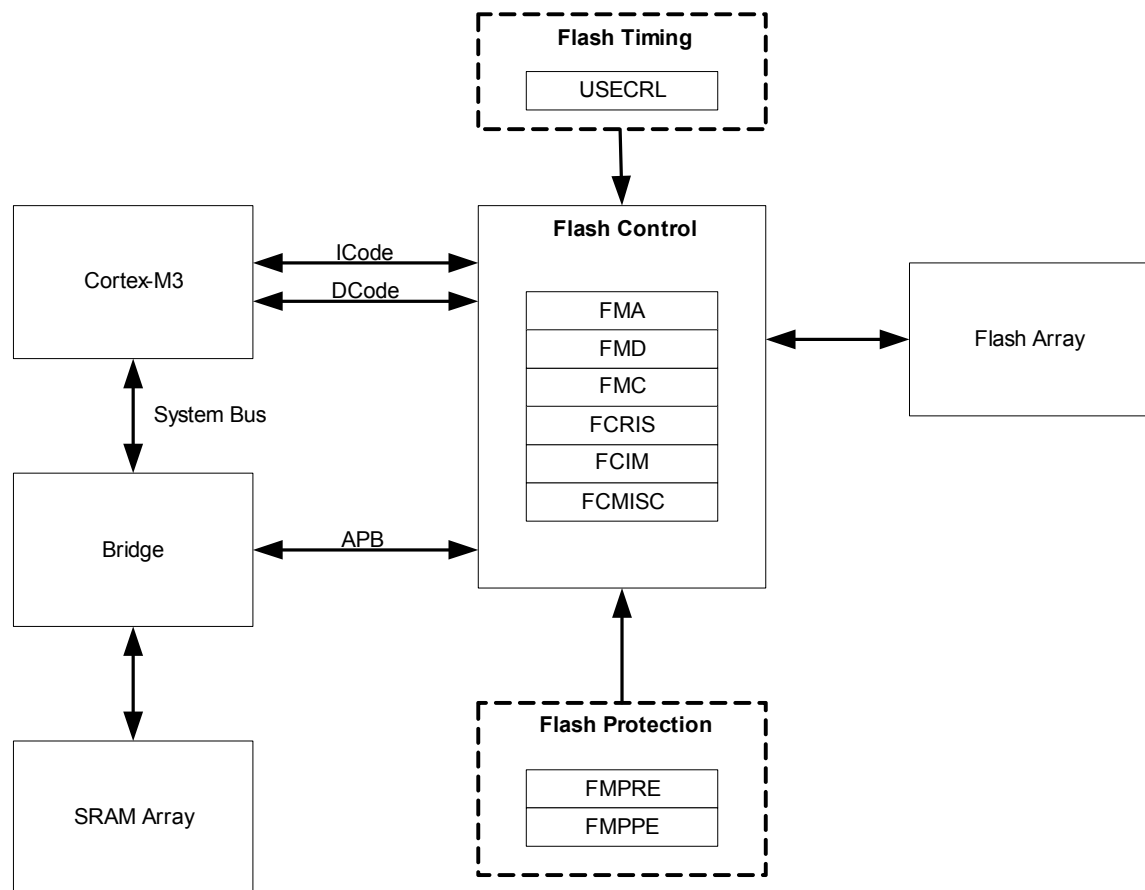 Flash Timing
USECRL
Flash Control
ICode
DCode
Cortex-M3
FMA
FMD
FMC
FCRIS
FCIM
FCMISC
Flash Array
System Bus
Bridge
APB
Flash Protection
FMPRE
FMPPE
SRAM Array